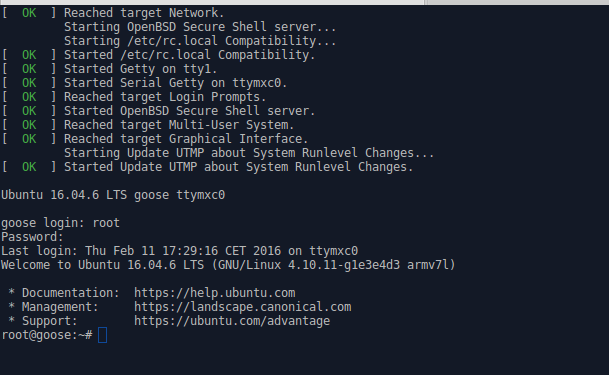 [  OK  ] Reached target Network.
         Starting OpenBSD Secure Shell server...
         Starting /etc/rc.local Compatibility...
[  OK  ] Started /etc/rc.local Compatibility.
[  OK  ] Started Getty on tty1.
[  OK  ] Started Serial Getty on ttymxc0.
[  OK  ] Reached target Login Prompts.
[  OK  ] Started OpenBSD Secure Shell server.
[  OK  ] Reached target Multi-User System.
[  OK  ] Reached target Graphical Interface.
         Starting Update UTMP about System Runlevel Changes...
[  OK  ] Started Update UTMP about System Runlevel Changes.
Ubuntu 16.04.6 LTS goose ttymxc0
goose login: root
Password:
Last login: Thu Feb 11 17:29:16 CET 2016 on ttymxc0
Welcome to Ubuntu 16.04.6 LTS (GNU/Linux 4.10.11-g1e3e4d3 armv7l)
 * Documentation:  https://help.ubuntu.com
 * Management:     https://landscape.canonical.com
 * Support:        https://ubuntu.com/advantage
root@goose:~#